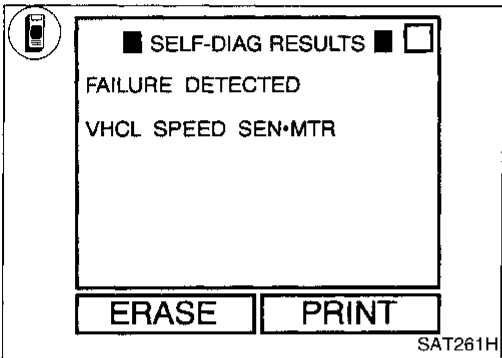 ■ SELF-DIAG RESULTS ■ □
FAILURE DETECTED
VHCL SPEED SEN•MTR
ERASE PRINT
SAT261H